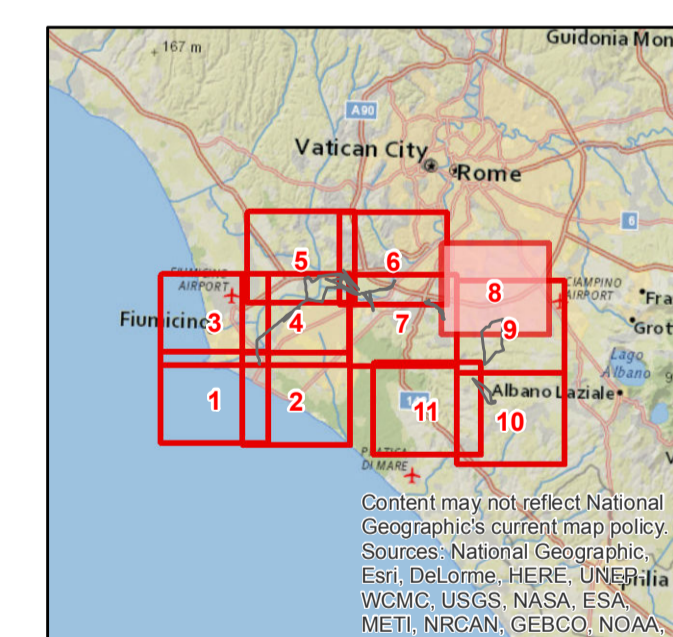 Guidonia Mon
167 m
A90
Vatican City
Rome
6
5
6
8
FIUMICINO
AIRPORT
CIAMPINO
AIRPORT
Fra
Fiumicino
3
4
7
9
Grot
Lago
Albano
9
1
2
11
Albano Laziale
10
PRATICA
DI MARE
V
Content may not reflect National
Geographic's current map policy.
Sources: National Geographic,
Esri, DeLorme, HERE, UNEP-
WCMC, USGS, NASA, ESA,
METI, NRCAN, GEBCO, NOAA,